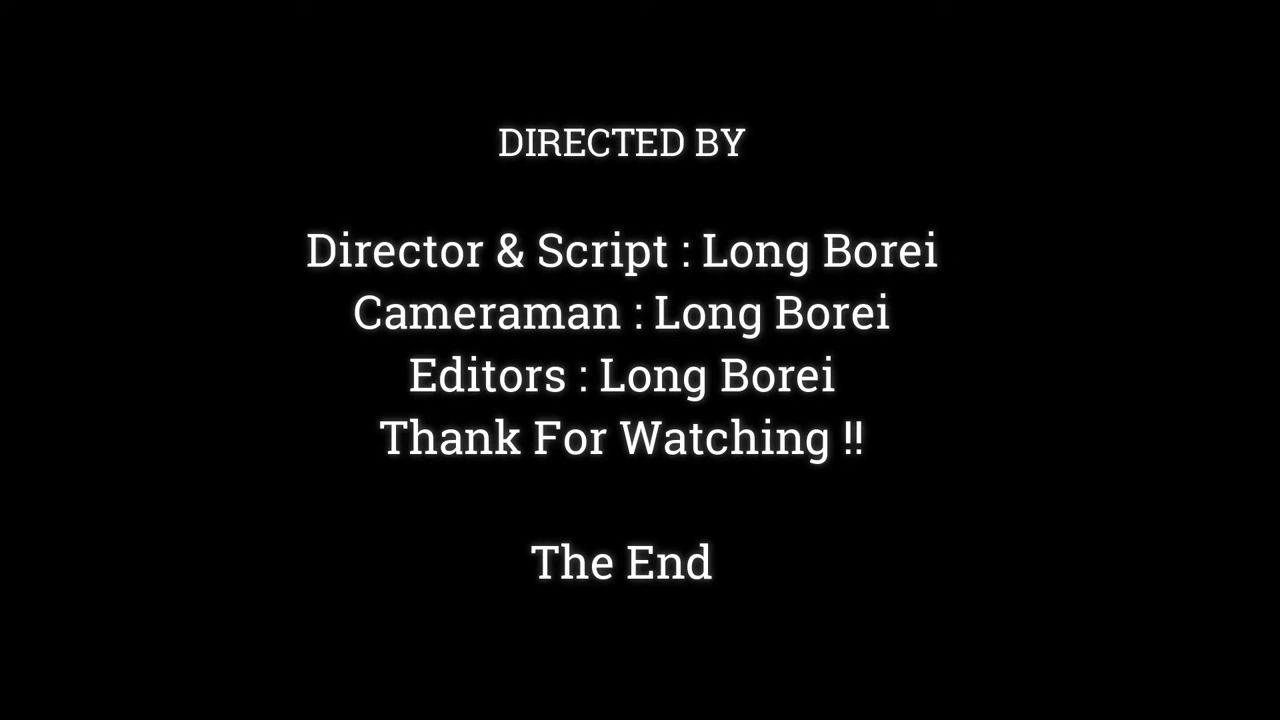 DIRECTED BY
Director & Script : Long Borei
Cameraman : Long Borei
Editors : Long Borei
Thank For Watching !!
The End